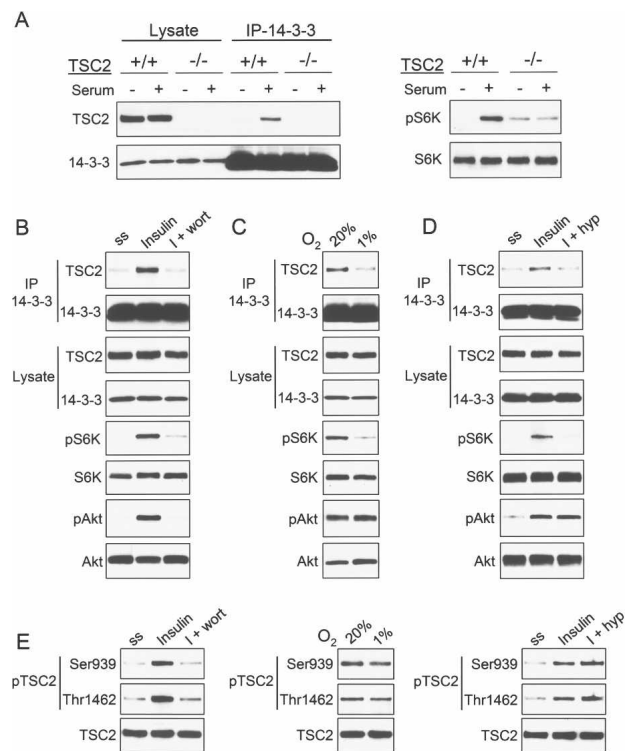 A
Lysate IP-14-3-3
TSC2 +/+ -/- +/+ -/-
Serum - + - + - + - +
TSC2
14-3-3
TSC2 +/+ -/-
Serum - + - +
pS6K
S6K
B
ss Insulin I + wort
IP 14-3-3
TSC2
14-3-3
Lysate
TSC2
14-3-3
pS6K
S6K
pAkt
Akt
C
O2 20% 1%
IP 14-3-3
TSC2
14-3-3
Lysate
TSC2
14-3-3
pS6K
S6K
pAkt
Akt
D
ss Insulin I + hyp
IP 14-3-3
TSC2
14-3-3
Lysate
TSC2
14-3-3
pS6K
S6K
pAkt
Akt
E
ss Insulin I + wort
pTSC2
Ser939
Thr1462
TSC2
O2 20% 1%
pTSC2
Ser939
Thr1462
TSC2
ss Insulin I + hyp
pTSC2
Ser939
Thr1462
TSC2